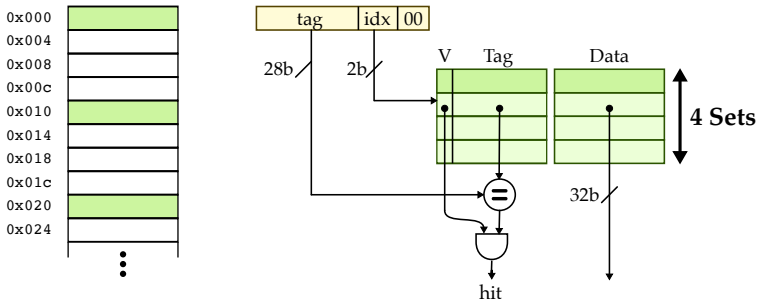 0x000
0x004
0x008
0x00c
0x010
0x014
0x018
0x01c
0x020
0x024
tag idx 00
28b 2b
V Tag Data
4 Sets
=
32b
hit